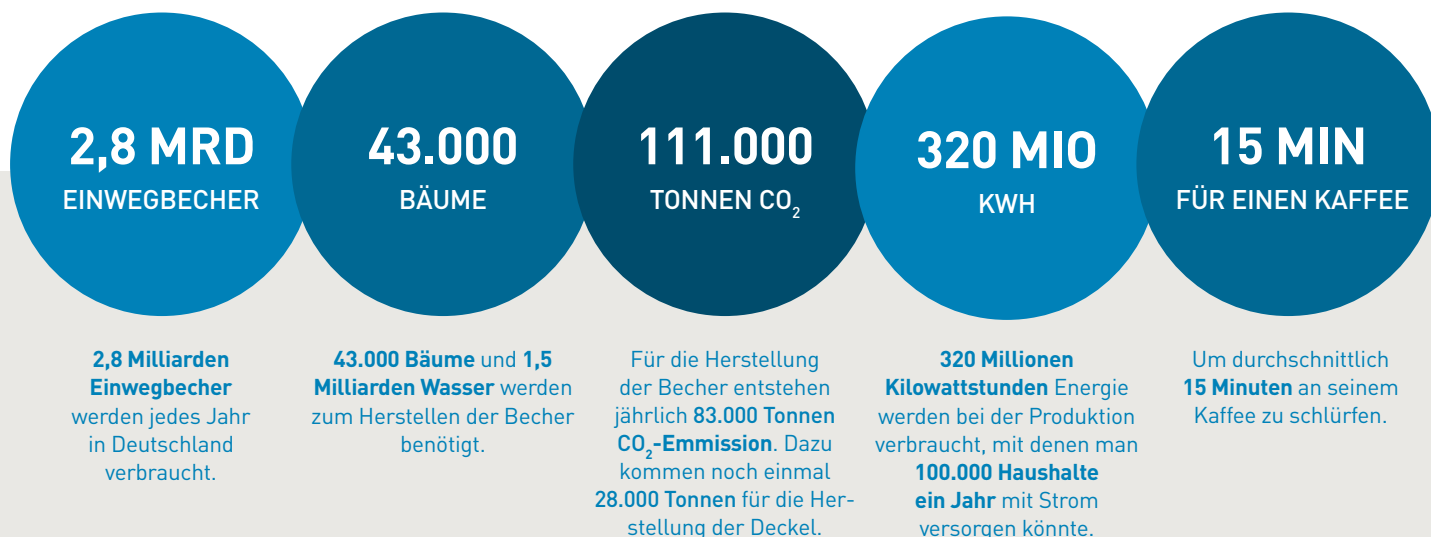 2,8 MRD
EINWEGBECHER
43.000
BÄUME
111.000
TONNEN CO₂
320 MIO
KWH
15 MIN
FÜR EINEN KAFFEE
2,8 Milliarden
Einwegbecher
werden jedes Jahr
in Deutschland
verbraucht.
43.000 Bäume und 1,5
Milliarden Wasser werden
zum Herstellen der Becher
benötigt.
Für die Herstellung
der Becher entstehen
jährlich 83.000 Tonnen
CO₂-Emmission. Dazu
kommen noch einmal
28.000 Tonnen für die Her-
stellung der Deckel.
320 Millionen
Kilowattstunden Energie
werden bei der Produktion
verbraucht, mit denen man
100.000 Haushalte
ein Jahr mit Strom
versorgen könnte.
Um durchschnittlich
15 Minuten an seinem
Kaffee zu schlürfen.